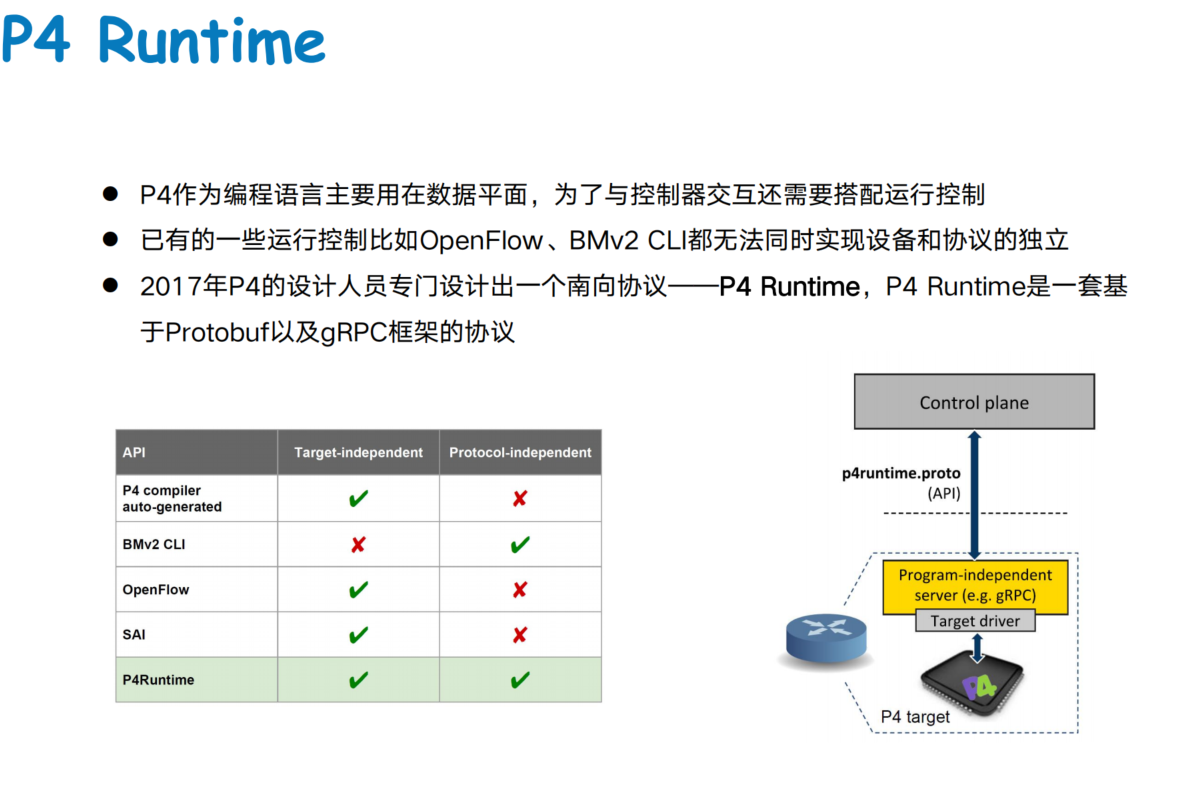 P4 Runtime
● P4作为编程语言主要用在数据平面，为了与控制器交互还需要搭配运行控制
● 已有的一些运行控制比如OpenFlow、BMv2 CLI都无法同时实现设备和协议的独立
● 2017年P4的设计人员专门设计出一个南向协议——P4 Runtime，P4 Runtime是一套基
于Protobuf以及gRPC框架的协议
API Target-independent Protocol-independent
P4 compiler
auto-generated ✔ ✘
BMv2 CLI ✘ ✔
OpenFlow ✔ ✘
SAI ✔ ✘
P4Runtime ✔ ✔
Control plane
p4runtime.proto
(API)
Program-independent
server (e.g. gRPC)
Target driver
P4
P4 target